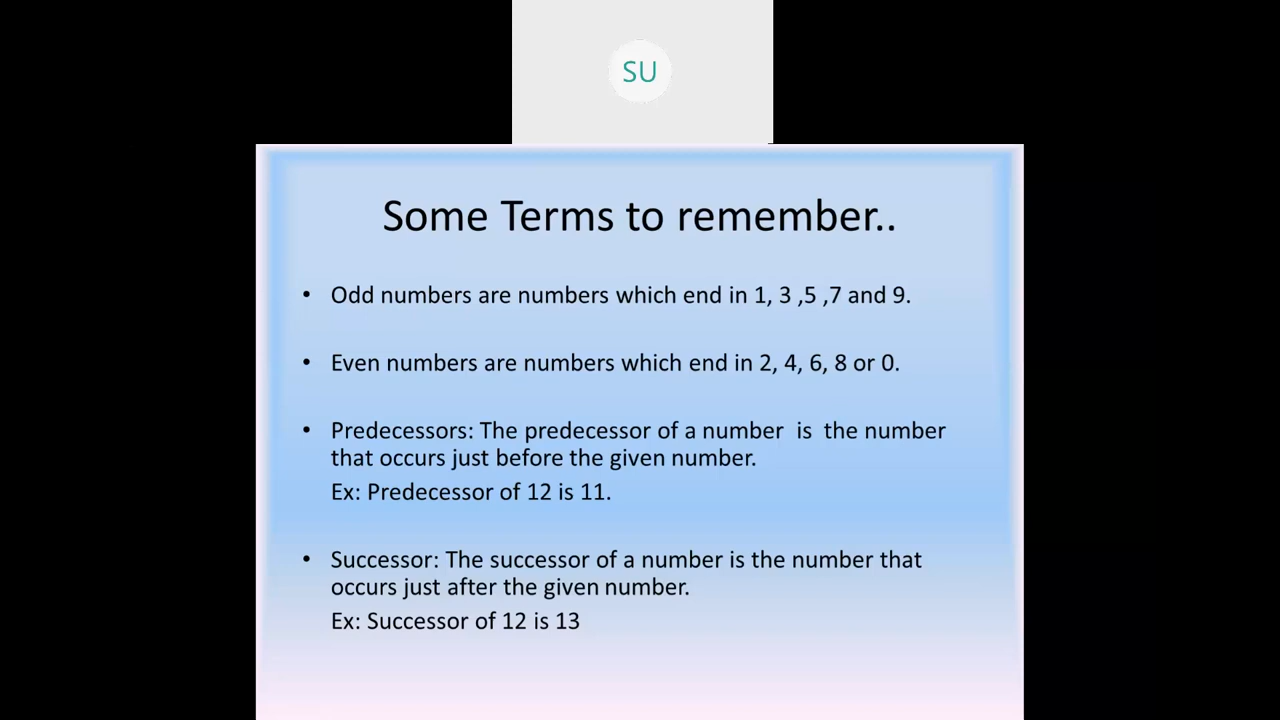 SU
Some Terms to remember..
• Odd numbers are numbers which end in 1, 3 ,5 ,7 and 9.
• Even numbers are numbers which end in 2, 4, 6, 8 or 0.
• Predecessors: The predecessor of a number  is  the number
that occurs just before the given number.
Ex: Predecessor of 12 is 11.
• Successor: The successor of a number is the number that
occurs just after the given number.
Ex: Successor of 12 is 13